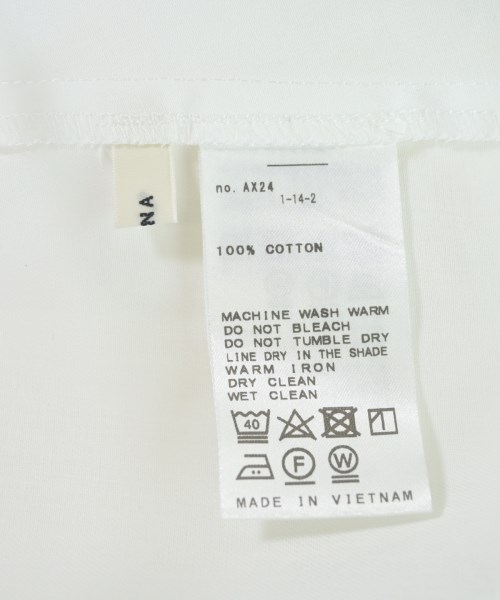 NA
no. AX24
1-14-2
100% COTTON
MACHINE WASH WARM
DO NOT BLEACH
DO NOT TUMBLE DRY
LINE DRY IN THE SHADE
WARM IRON
DRY CLEAN
WET CLEAN
40
F W
MADE IN VIETNAM